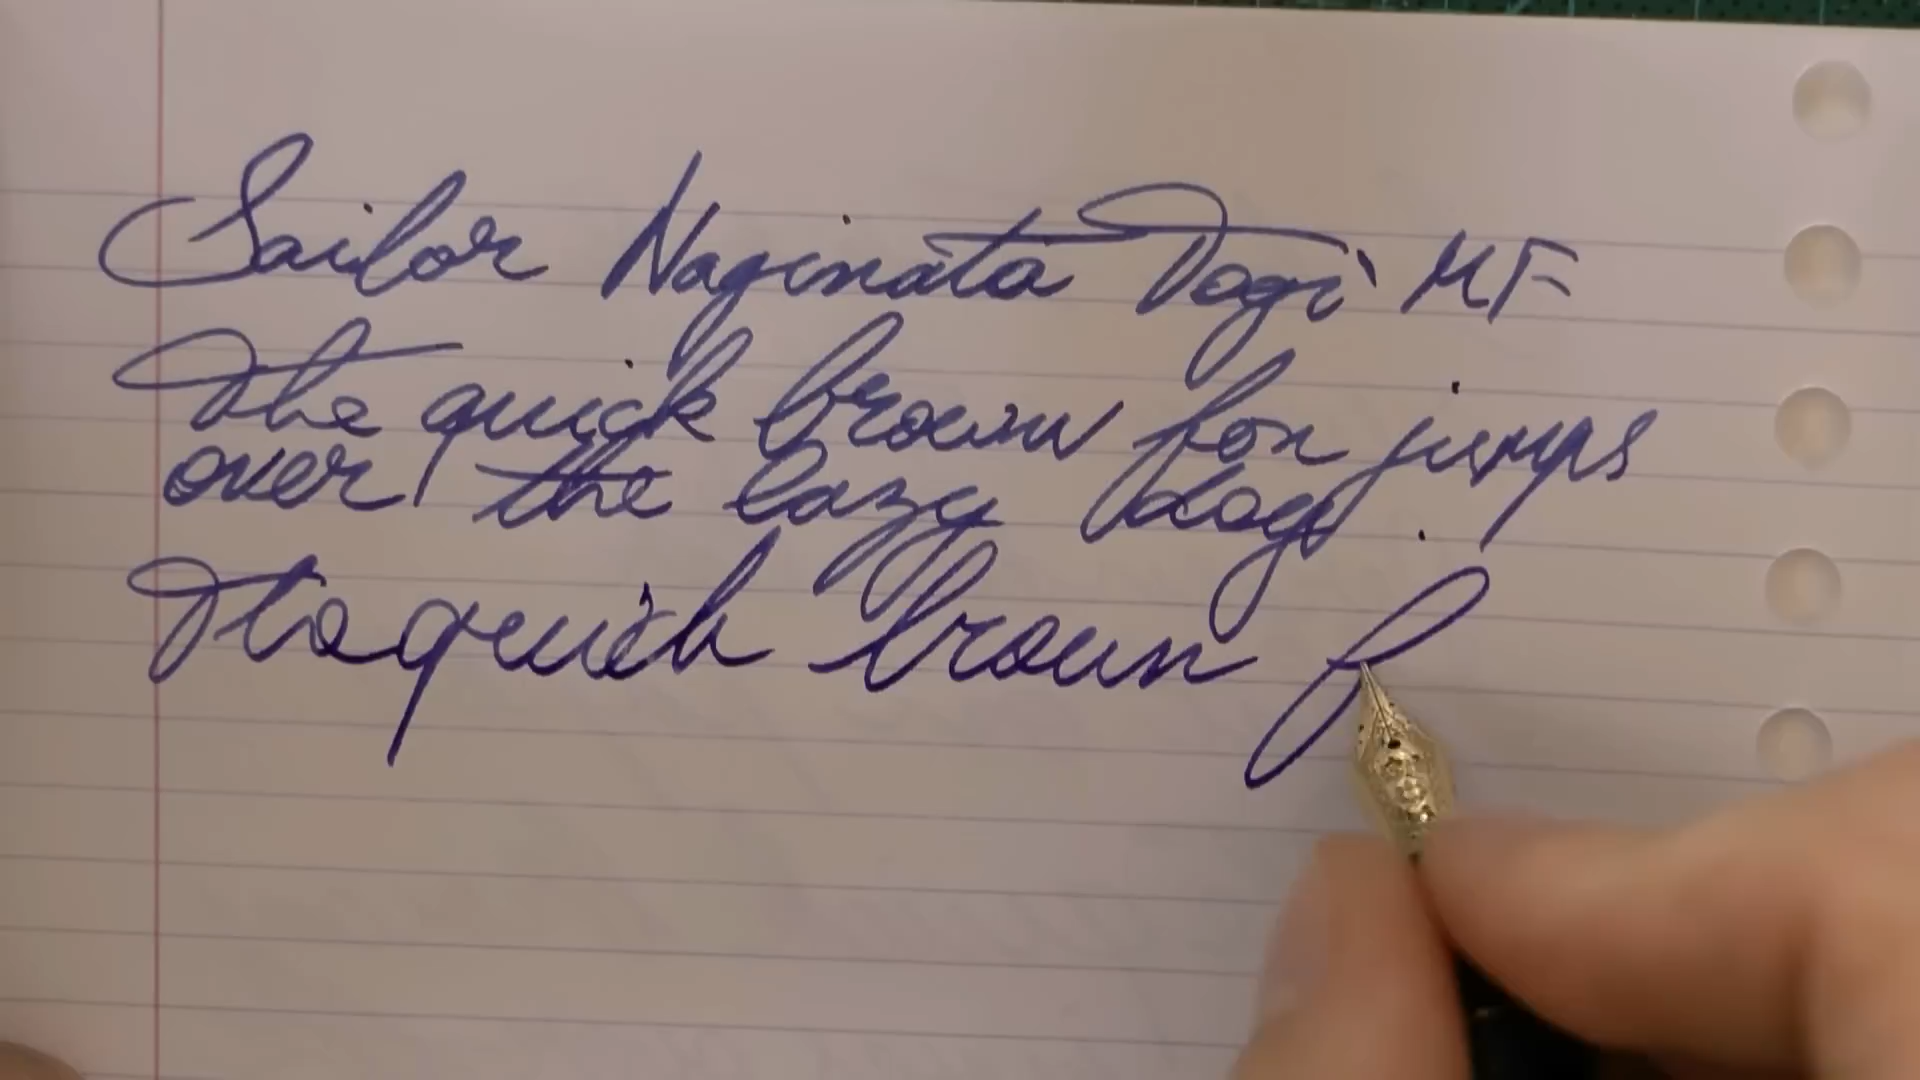 Sailor Naginata Togi MF
The quick brown fox jumps
over the lazy dog.
The quick brown f